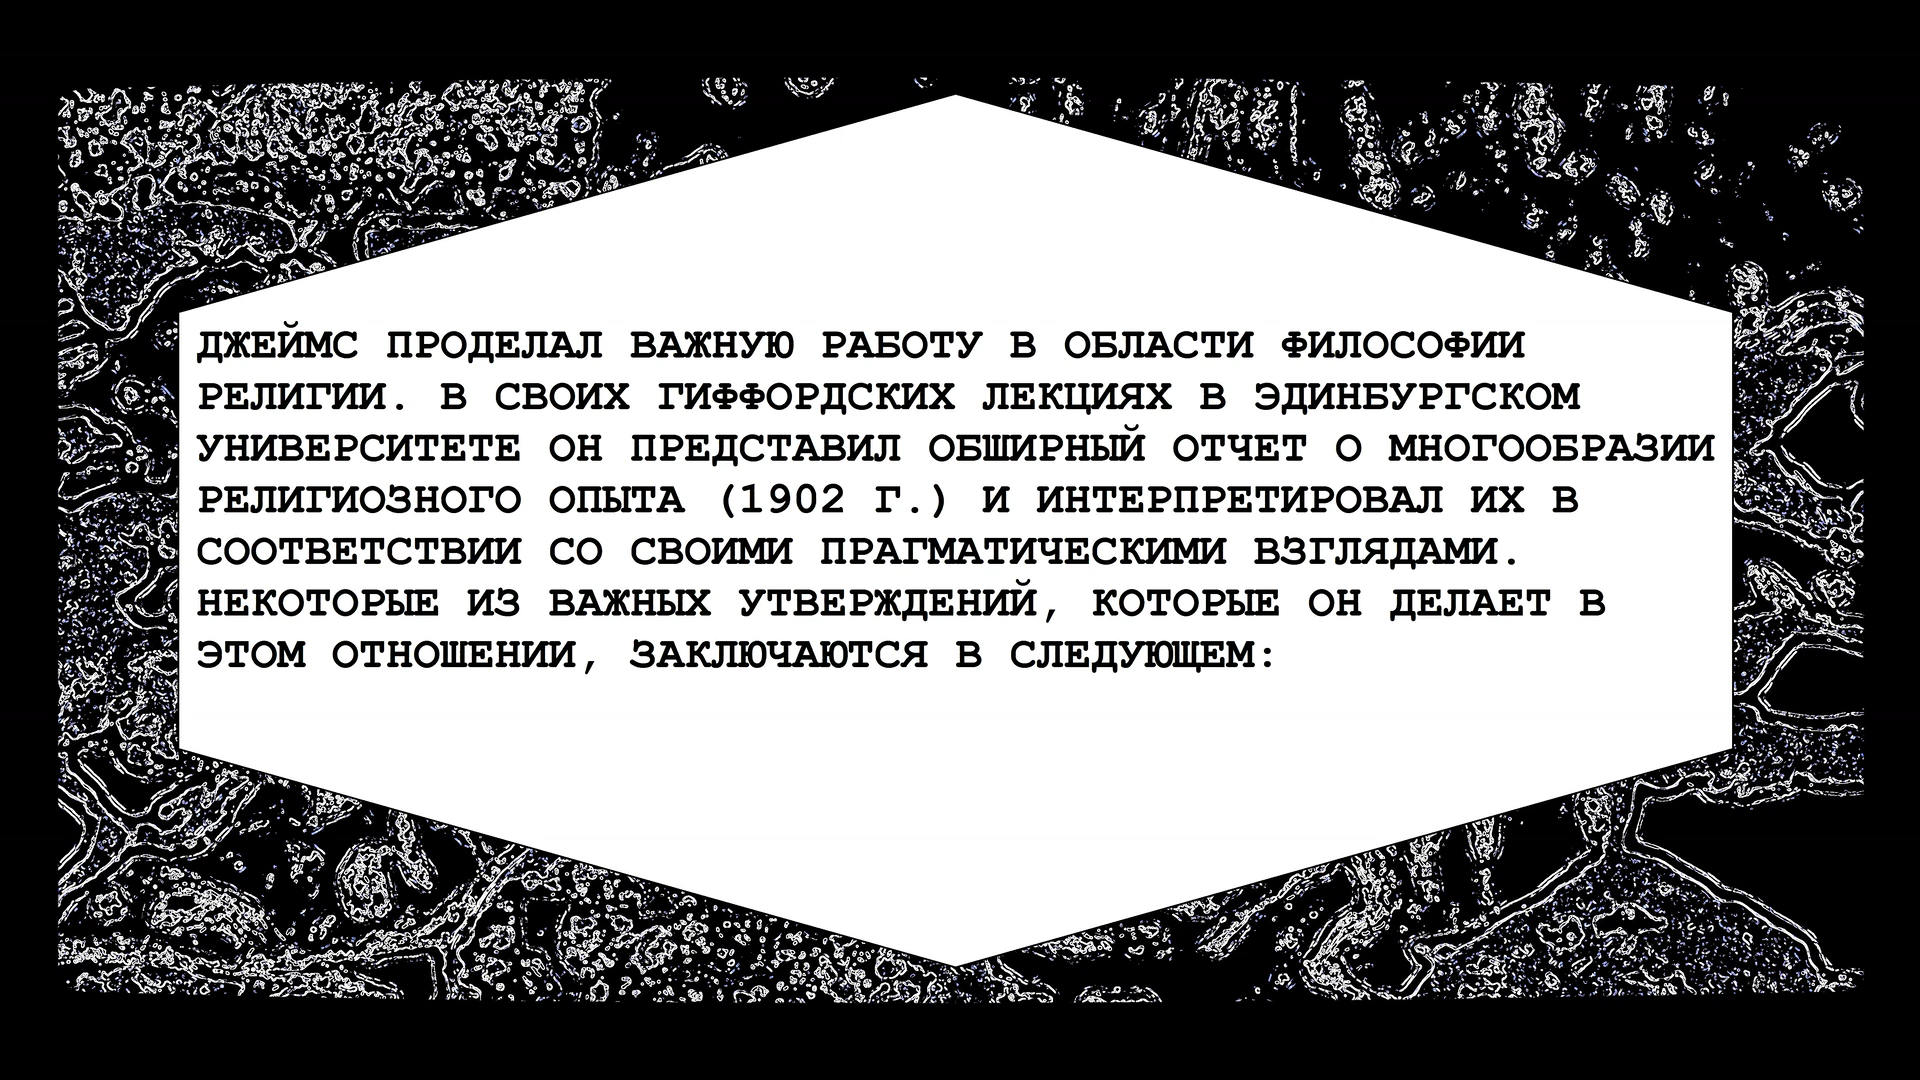 ДЖЕЙМС ПРОДЕЛАЛ ВАЖНУЮ РАБОТУ В ОБЛАСТИ ФИЛОСОФИИ
РЕЛИГИИ. В СВОИХ ГИФФОРДСКИХ ЛЕКЦИЯХ В ЭДИНБУРГСКОМ
УНИВЕРСИТЕТЕ ОН ПРЕДСТАВИЛ ОБШИРНЫЙ ОТЧЕТ О МНОГООБРАЗИИ
РЕЛИГИОЗНОГО ОПЫТА (1902 Г.) И ИНТЕРПРЕТИРОВАЛ ИХ В
СООТВЕТСТВИИ СО СВОИМИ ПРАГМАТИЧЕСКИМИ ВЗГЛЯДАМИ.
НЕКОТОРЫЕ ИЗ ВАЖНЫХ УТВЕРЖДЕНИЙ, КОТОРЫЕ ОН ДЕЛАЕТ В
ЭТОМ ОТНОШЕНИИ, ЗАКЛЮЧАЮТСЯ В СЛЕДУЮЩЕМ: